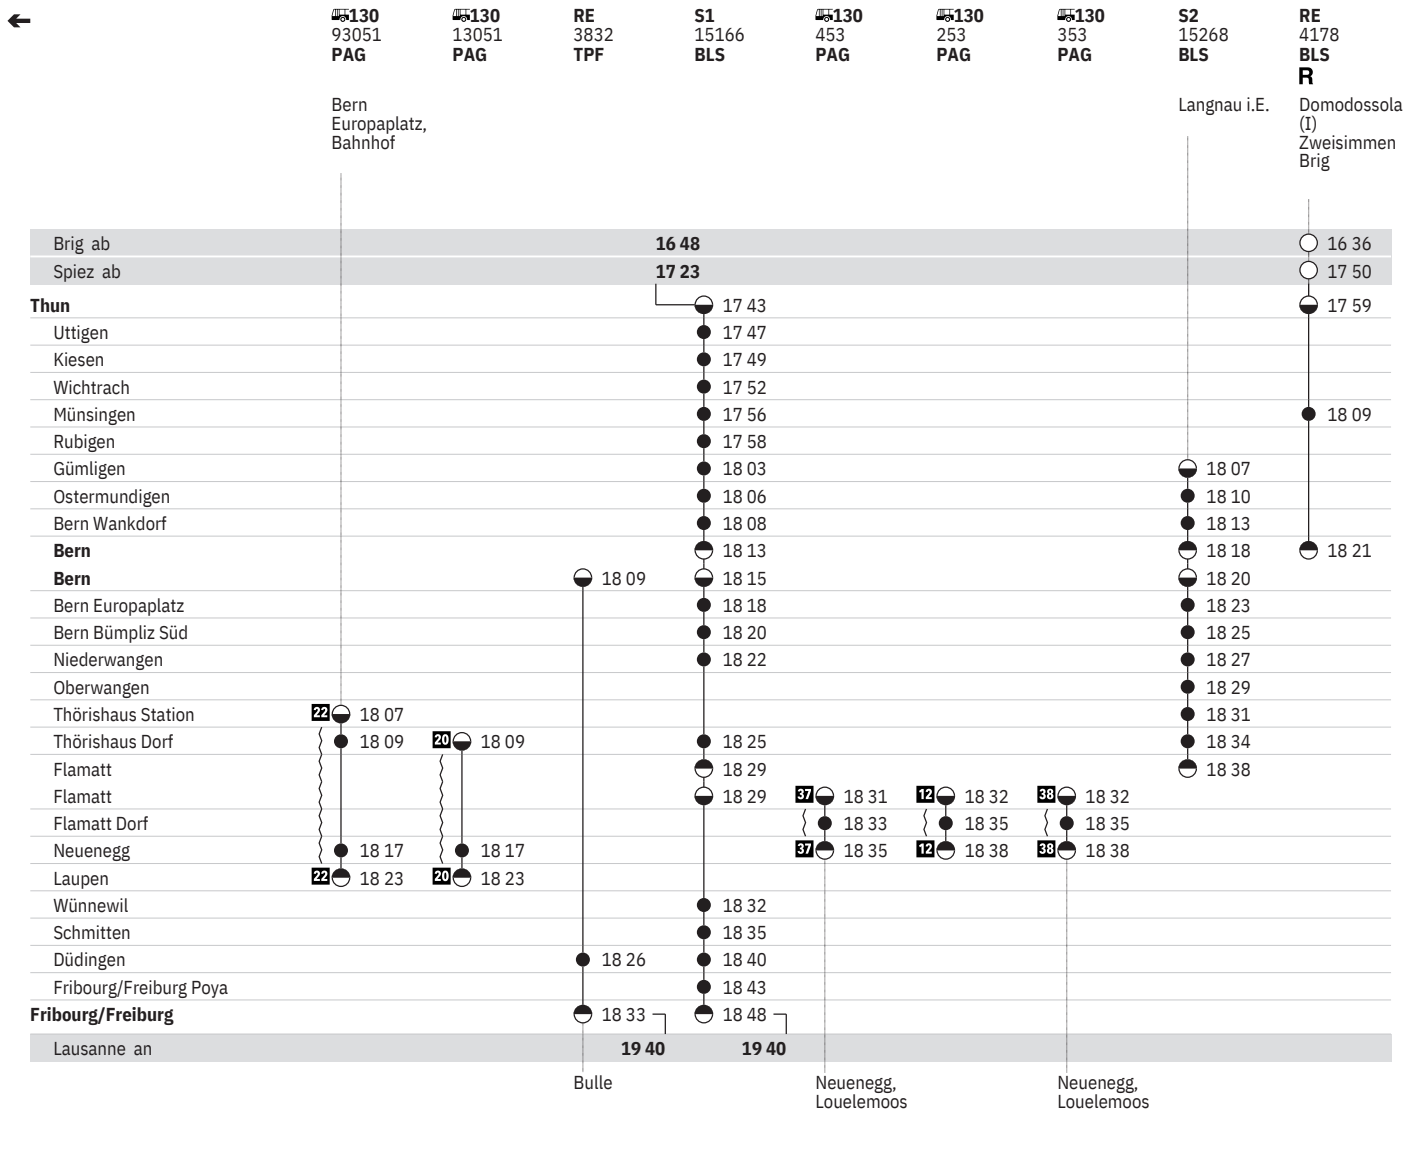 130 130 RE S1 130 130 130 S2 RE
93051 13051 3832 15166 453 253 353 15268 4178
PAG PAG TPF BLS PAG PAG PAG BLS BLS
R
Bern Langnau i.E. Domodossola
Europaplatz, (I)
Bahnhof Zweisimmen
Brig
Brig ab 16 48 16 36
Spiez ab 17 23 17 50
Thun 17 43 17 59
Uttigen 17 47
Kiesen 17 49
Wichtrach 17 52
Münsingen 17 56 18 09
Rubigen 17 58
Gümligen 18 03 18 07
Ostermundigen 18 06 18 10
Bern Wankdorf 18 08 18 13
Bern 18 13 18 18 18 21
Bern 18 09 18 15 18 20
Bern Europaplatz 18 18 18 23
Bern Bümpliz Süd 18 20 18 25
Niederwangen 18 22 18 27
Oberwangen 18 29
Thörishaus Station 22 18 07 18 31
Thörishaus Dorf 18 09 20 18 09 18 25 18 34
Flamatt 18 29 18 38
Flamatt 18 29 37 18 31 12 18 32 38 18 32
Flamatt Dorf 18 33 18 35 18 35
Neuenegg 18 17 18 17 37 18 35 12 18 38 38 18 38
Laupen 22 18 23 20 18 23
Wünnewil 18 32
Schmitten 18 35
Düdingen 18 26 18 40
Fribourg/Freiburg Poya 18 43
Fribourg/Freiburg 18 33 18 48
Lausanne an 19 40 19 40
Bulle Neuenegg, Neuenegg,
Louelemoos Louelemoos